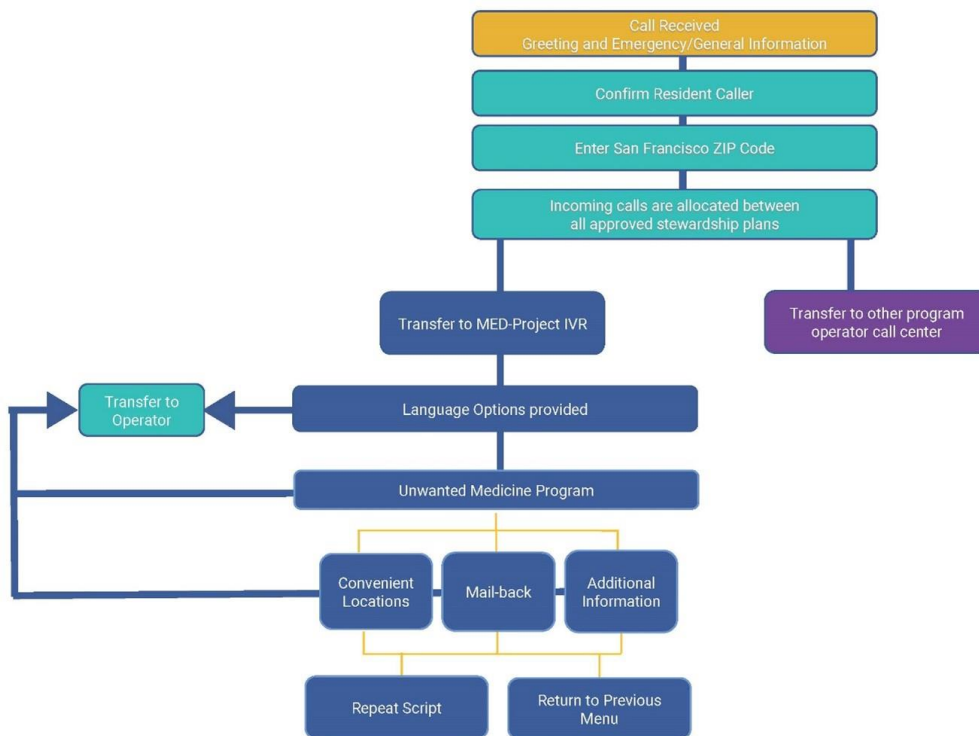 Call Received
Greeting and Emergency/General Information
Confirm Resident Caller
Enter San Francisco ZIP Code
Incoming calls are allocated between
all approved stewardship plans
Transfer to MED-Project IVR
Transfer to other program
operator call center
Transfer to
Operator
Language Options provided
Unwanted Medicine Program
Convenient
Locations
Mail-back
Additional
Information
Repeat Script
Return to Previous
Menu